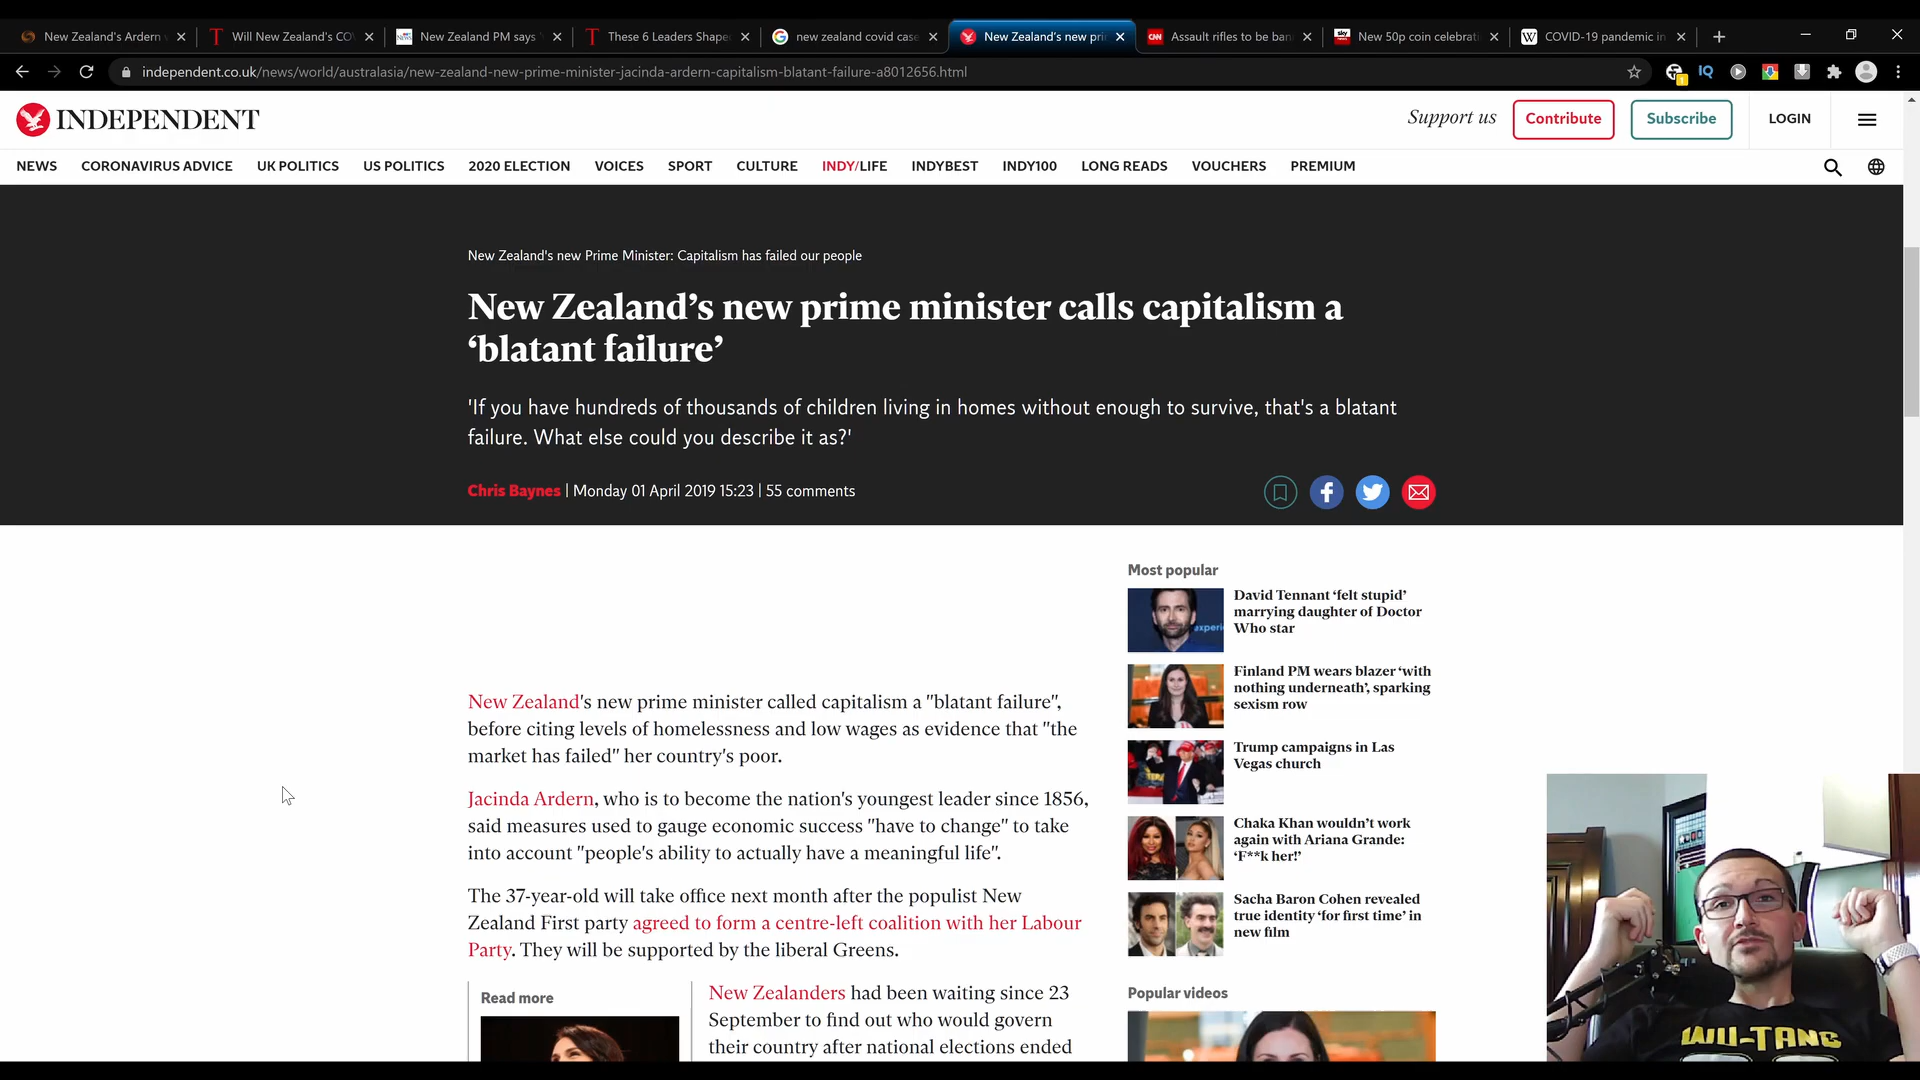 New Zealand's Ardern
Will New Zealand's CO
New Zealand PM says '
These 6 Leaders Shape
new zealand covid case
New Zealand's new pri
Assault rifles to be ban
New 50p coin celebrati
COVID-19 pandemic in
independent.co.uk/news/world/australasia/new-zealand-new-prime-minister-jacinda-ardern-capitalism-blatant-failure-a8012656.html
INDEPENDENT
Support us
Contribute
Subscribe
LOGIN
NEWS CORONAVIRUS ADVICE UK POLITICS US POLITICS 2020 ELECTION VOICES SPORT CULTURE INDY/LIFE INDYBEST INDY100 LONG READS VOUCHERS PREMIUM
New Zealand's new Prime Minister: Capitalism has failed our people
New Zealand’s new prime minister calls capitalism a
‘blatant failure’
'If you have hundreds of thousands of children living in homes without enough to survive, that's a blatant
failure. What else could you describe it as?'
Chris Baynes | Monday 01 April 2019 15:23 | 55 comments
New Zealand's new prime minister called capitalism a "blatant failure",
before citing levels of homelessness and low wages as evidence that "the
market has failed" her country's poor.
Jacinda Ardern, who is to become the nation's youngest leader since 1856,
said measures used to gauge economic success "have to change" to take
into account "people's ability to actually have a meaningful life".
The 37-year-old will take office next month after the populist New
Zealand First party agreed to form a centre-left coalition with her Labour
Party. They will be supported by the liberal Greens.
Read more
New Zealanders had been waiting since 23
September to find out who would govern
their country after national elections ended
Most popular
David Tennant ‘felt stupid’
marrying daughter of Doctor
Who star
Finland PM wears blazer ‘with
nothing underneath’, sparking
sexism row
Trump campaigns in Las
Vegas church
Chaka Khan wouldn’t work
again with Ariana Grande:
‘F**k her!’
Sacha Baron Cohen revealed
true identity ‘for first time’ in
new film
Popular videos
WU-TANG